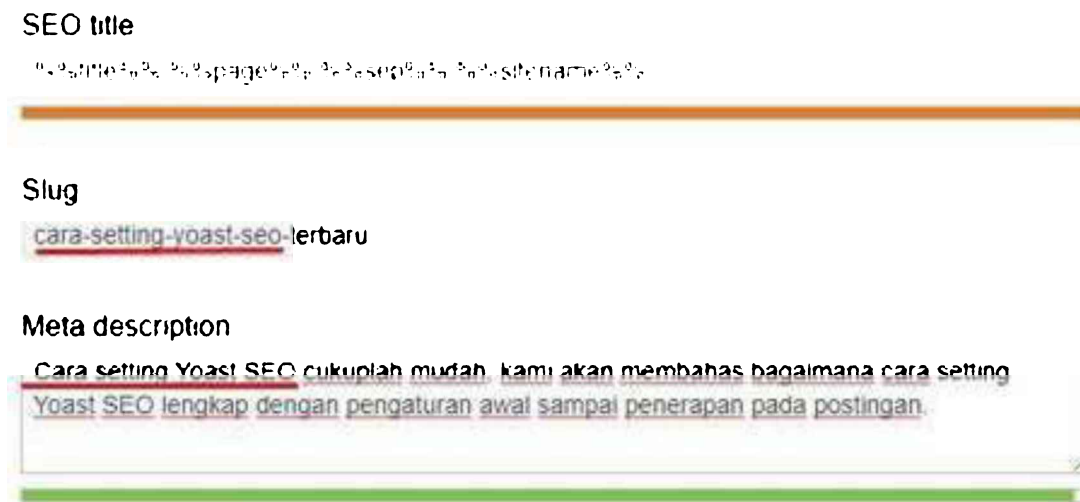 SEO title
%%title%% %%page%% %%sep%% %%sitename%%
Slug
cara-setting-yoast-seo-terbaru
Meta description
Cara setting Yoast SEO cukuplah mudah, kami akan membahas bagaimana cara setting
Yoast SEO lengkap dengan pengaturan awal sampai penerapan pada postingan.